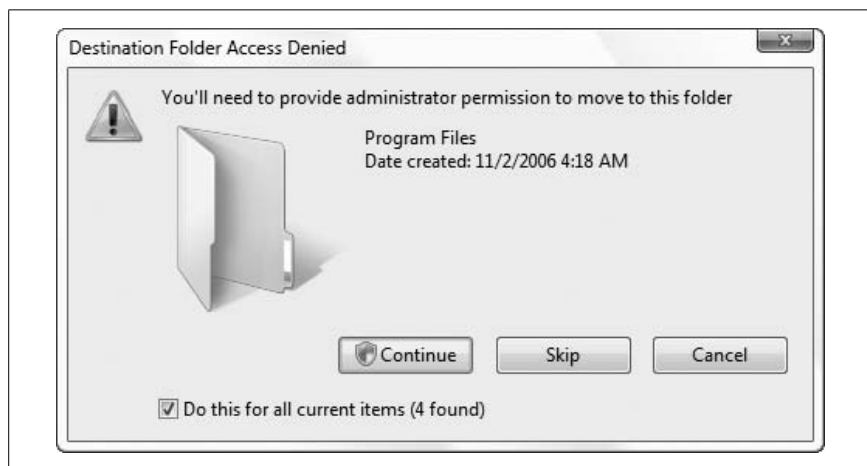 Destination Folder Access Denied
You'll need to provide administrator permission to move to this folder
Program Files
Date created: 11/2/2006 4:18 AM
Continue
Skip
Cancel
Do this for all current items (4 found)